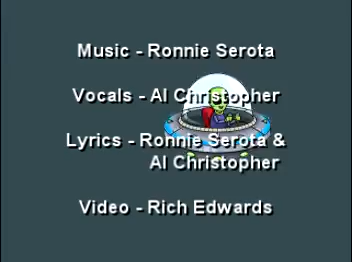 Music - Ronnie Serota
Vocals - Al Christopher
Lyrics - Ronnie Serota &
Al Christopher
Video - Rich Edwards